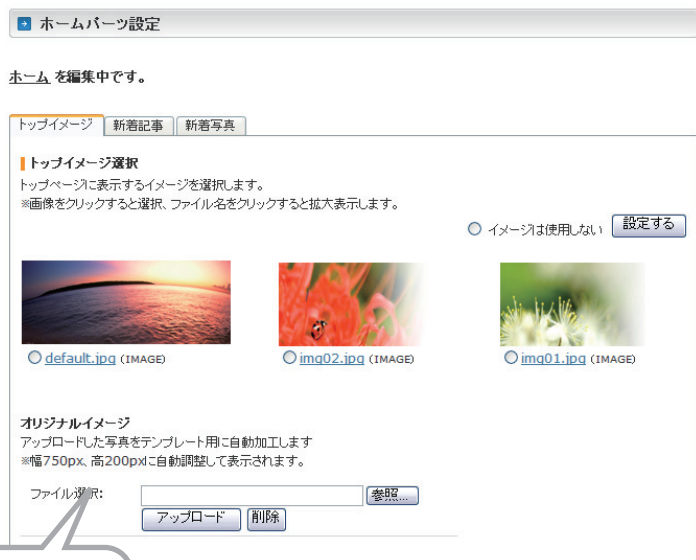 ホームパーツ設定
ホーム を編集中です。
トップイメージ 新着記事 新着写真
トップイメージ選択
トップページに表示するイメージを選択します。
※画像をクリックすると選択、ファイル名をクリックすると拡大表示します。
イメージは使用しない 設定する
default.jpg (IMAGE) img02.jpg (IMAGE) img01.jpg (IMAGE)
オリジナルイメージ
アップロードした写真をテンプレート用に自動加工します
※幅750px、高200pxに自動調整して表示されます。
ファイル選択: 参照...
アップロード 削除